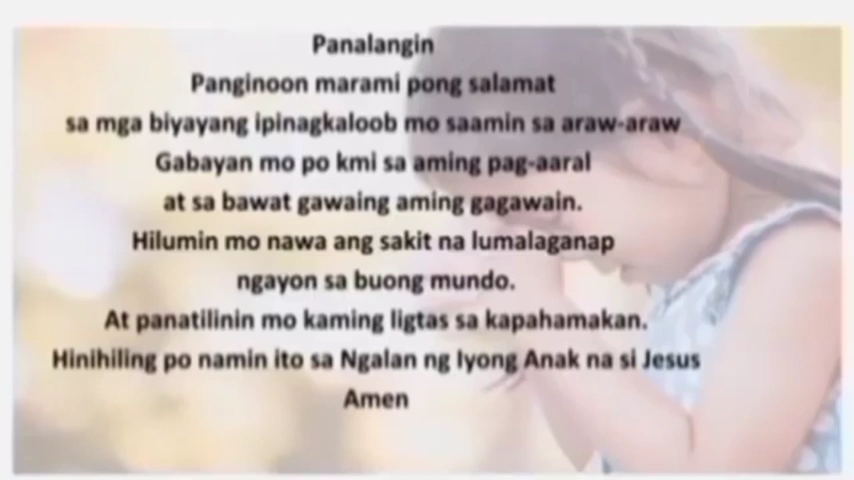 Panalangin
Panginoon marami pong salamat
sa mga biyayang ipinagkaloob mo saamin sa araw-araw
Gabayan mo po kmi sa aming pag-aaral
at sa bawat gawaing aming gagawain.
Hilumin mo nawa ang sakit na lumalaganap
ngayon sa buong mundo.
At panatilinin mo kaming ligtas sa kapahamakan.
Hinihiling po namin ito sa Ngalan ng Iyong Anak na si Jesus
Amen